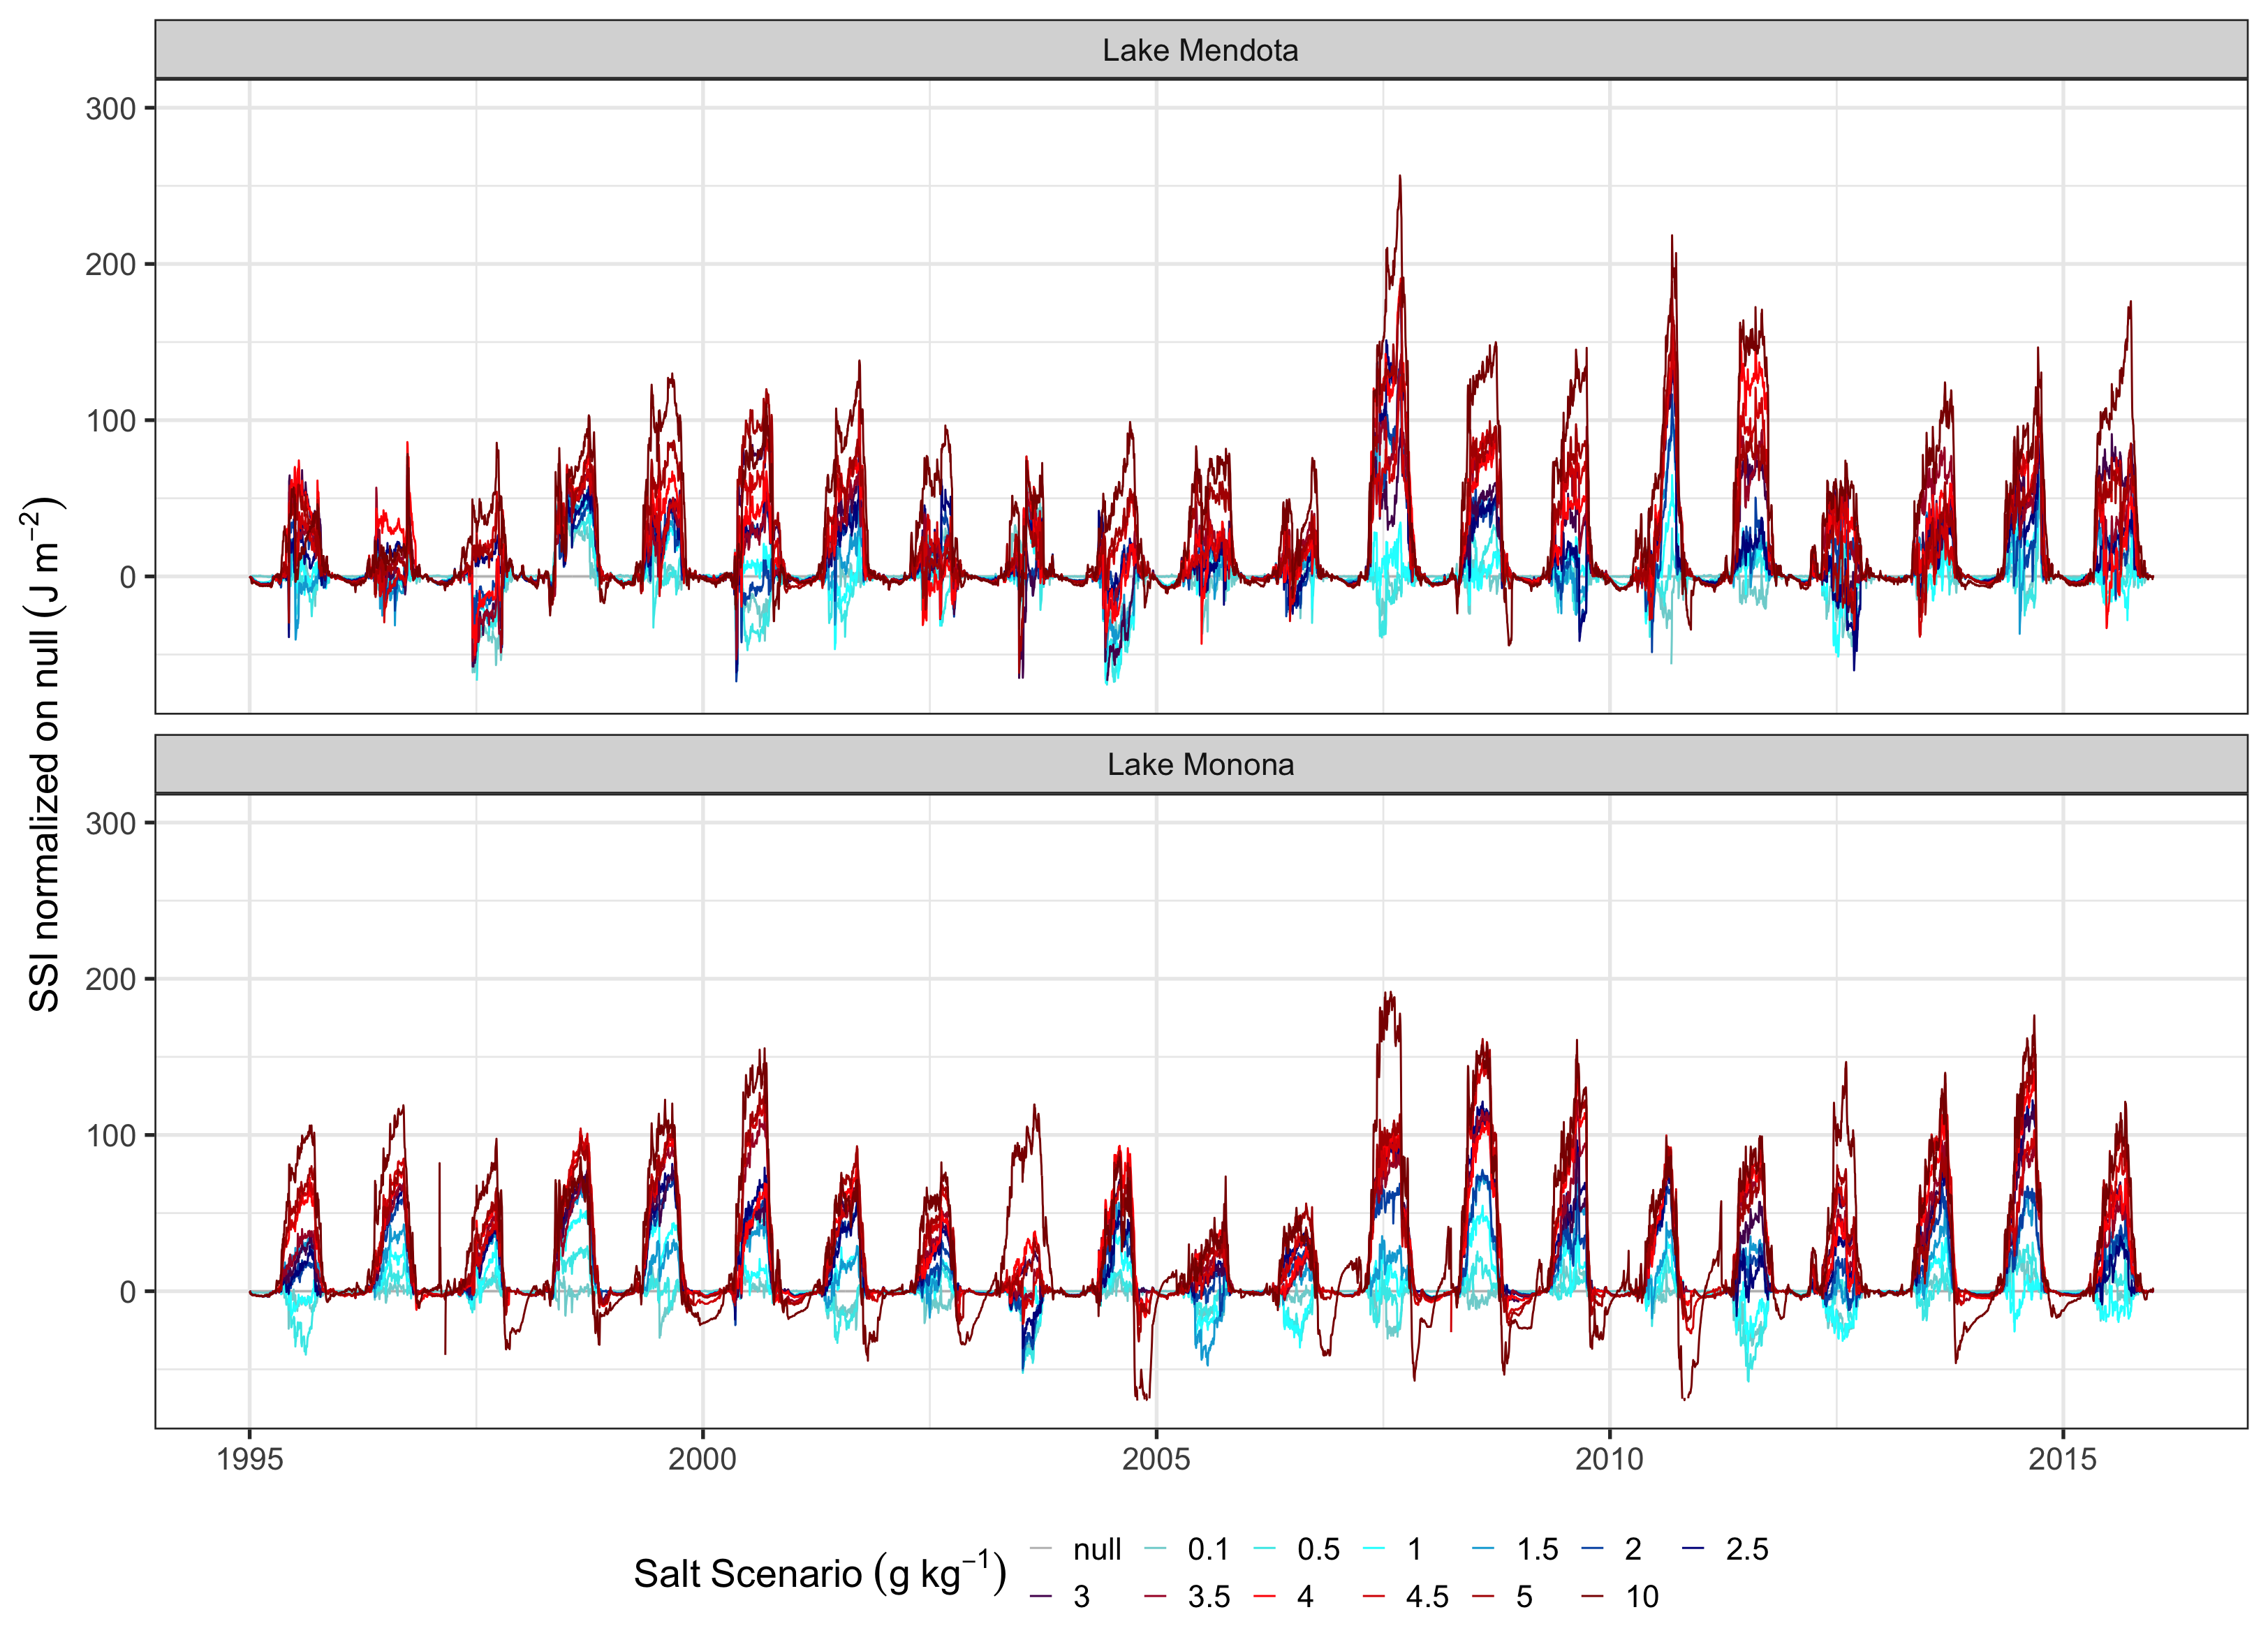 Lake Mendota
300
200
100
0
Lake Monona
300
200
100
0
SSI normalized on null (J m⁻²)
1995 2000 2005 2010 2015
Salt Scenario (g kg⁻¹)
null 0.1 0.5 1 1.5 2 2.5
3 3.5 4 4.5 5 10